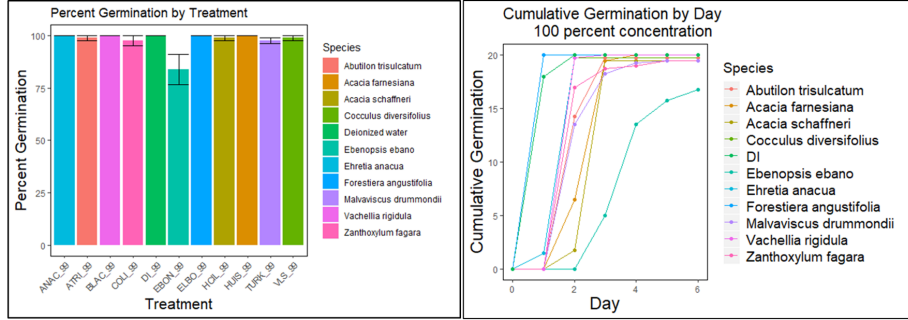 Percent Germination by Treatment
Percent Germination
100
75
50
25
0
ANAC_99
ATRI_99
BLAC_99
COLI_99
DI_99
EBON_99
ELBO_99
HOIL_99
HUIS_99
TURK_99
VLS_99
Treatment
Species
Abutilon trisulcatum
Acacia farnesiana
Acacia schaffneri
Cocculus diversifolius
Deionized water
Ebenopsis ebano
Ehretia anacua
Forestiera angustifolia
Malvaviscus drummondii
Vachellia rigidula
Zanthoxylum fagara
Cumulative Germination by Day
100 percent concentration
Cumulative Germination
20
15
10
5
0
0 2 4 6
Day
Species
Abutilon trisulcatum
Acacia farnesiana
Acacia schaffneri
Cocculus diversifolius
DI
Ebenopsis ebano
Ehretia anacua
Forestiera angustifolia
Malvaviscus drummondii
Vachellia rigidula
Zanthoxylum fagara